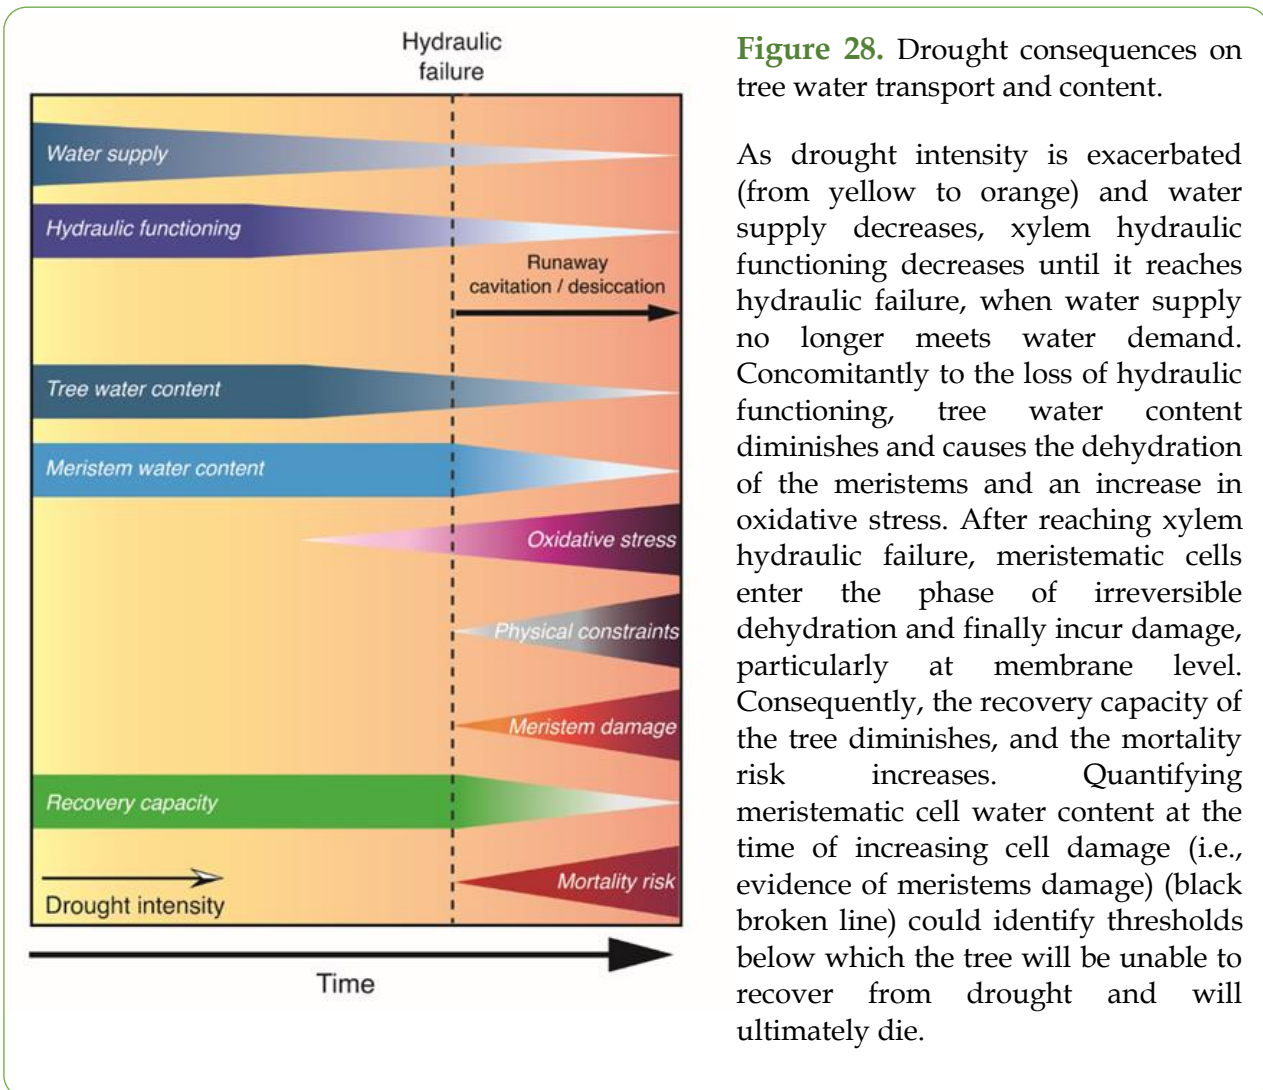 Hydraulic
failure
Water supply
Hydraulic functioning
Runaway
cavitation / desiccation
Tree water content
Meristem water content
Oxidative stress
Physical constraints
Meristem damage
Recovery capacity
Mortality risk
Drought intensity
Time
Figure 28. Drought consequences on
tree water transport and content.
As drought intensity is exacerbated
(from yellow to orange) and water
supply decreases, xylem hydraulic
functioning decreases until it reaches
hydraulic failure, when water supply
no longer meets water demand.
Concomitantly to the loss of hydraulic
functioning, tree water content
diminishes and causes the dehydration
of the meristems and an increase in
oxidative stress. After reaching xylem
hydraulic failure, meristematic cells
enter the phase of irreversible
dehydration and finally incur damage,
particularly at membrane level.
Consequently, the recovery capacity of
the tree diminishes, and the mortality
risk increases. Quantifying
meristematic cell water content at the
time of increasing cell damage (i.e.,
evidence of meristems damage) (black
broken line) could identify thresholds
below which the tree will be unable to
recover from drought and will
ultimately die.